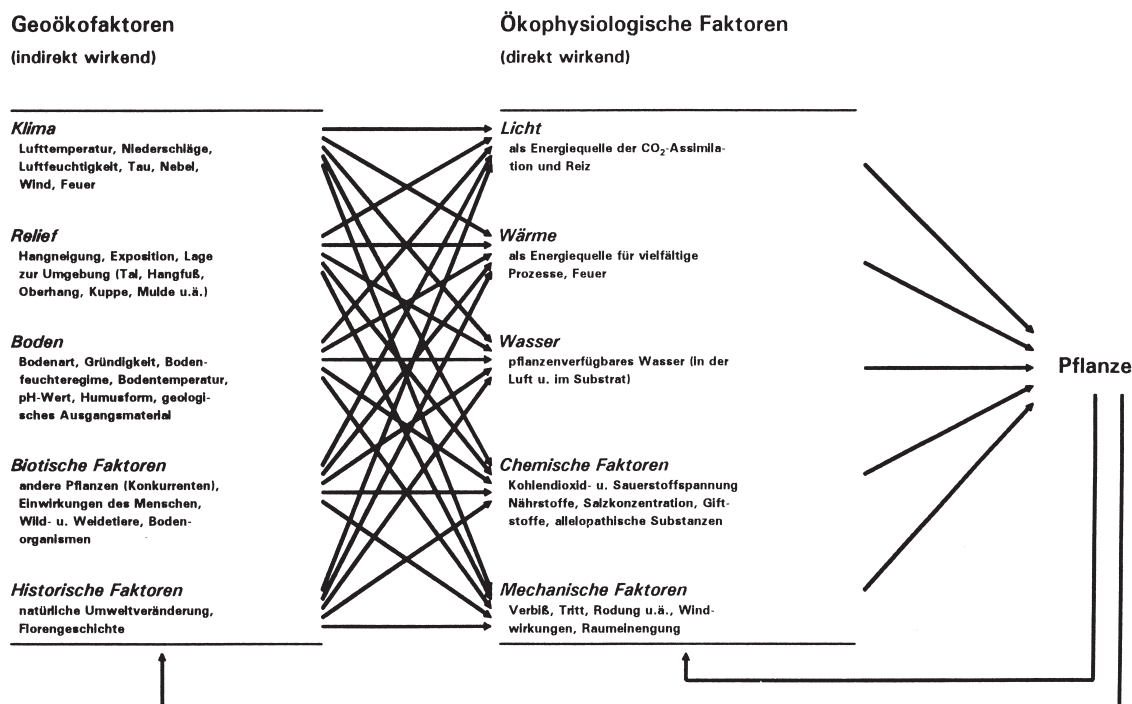 Geoökofaktoren
(indirekt wirkend)
Klima
Lufttemperatur, Niederschläge,
Luftfeuchtigkeit, Tau, Nebel,
Wind, Feuer
Relief
Hangneigung, Exposition, Lage
zur Umgebung (Tal, Hangfuß,
Oberhang, Kuppe, Mulde u.ä.)
Boden
Bodenart, Gründigkeit, Boden-
feuchteregime, Bodentemperatur,
pH-Wert, Humusform, geologi-
sches Ausgangsmaterial
Biotische Faktoren
andere Pflanzen (Konkurrenten),
Einwirkungen des Menschen,
Wild- u. Weidetiere, Boden-
organismen
Historische Faktoren
natürliche Umweltveränderung,
Florengeschichte
Ökophysiologische Faktoren
(direkt wirkend)
Licht
als Energiequelle der CO₂-Assimila-
tion und Reiz
Wärme
als Energiequelle für vielfältige
Prozesse, Feuer
Wasser
pflanzenverfügbares Wasser (in der
Luft u. im Substrat)
Chemische Faktoren
Kohlendioxid- u. Sauerstoffspannung
Nährstoffe, Salzkonzentration, Gift-
stoffe, allelopathische Substanzen
Mechanische Faktoren
Verbiß, Tritt, Rodung u.ä., Wind-
wirkungen, Raumeinengung
Pflanze